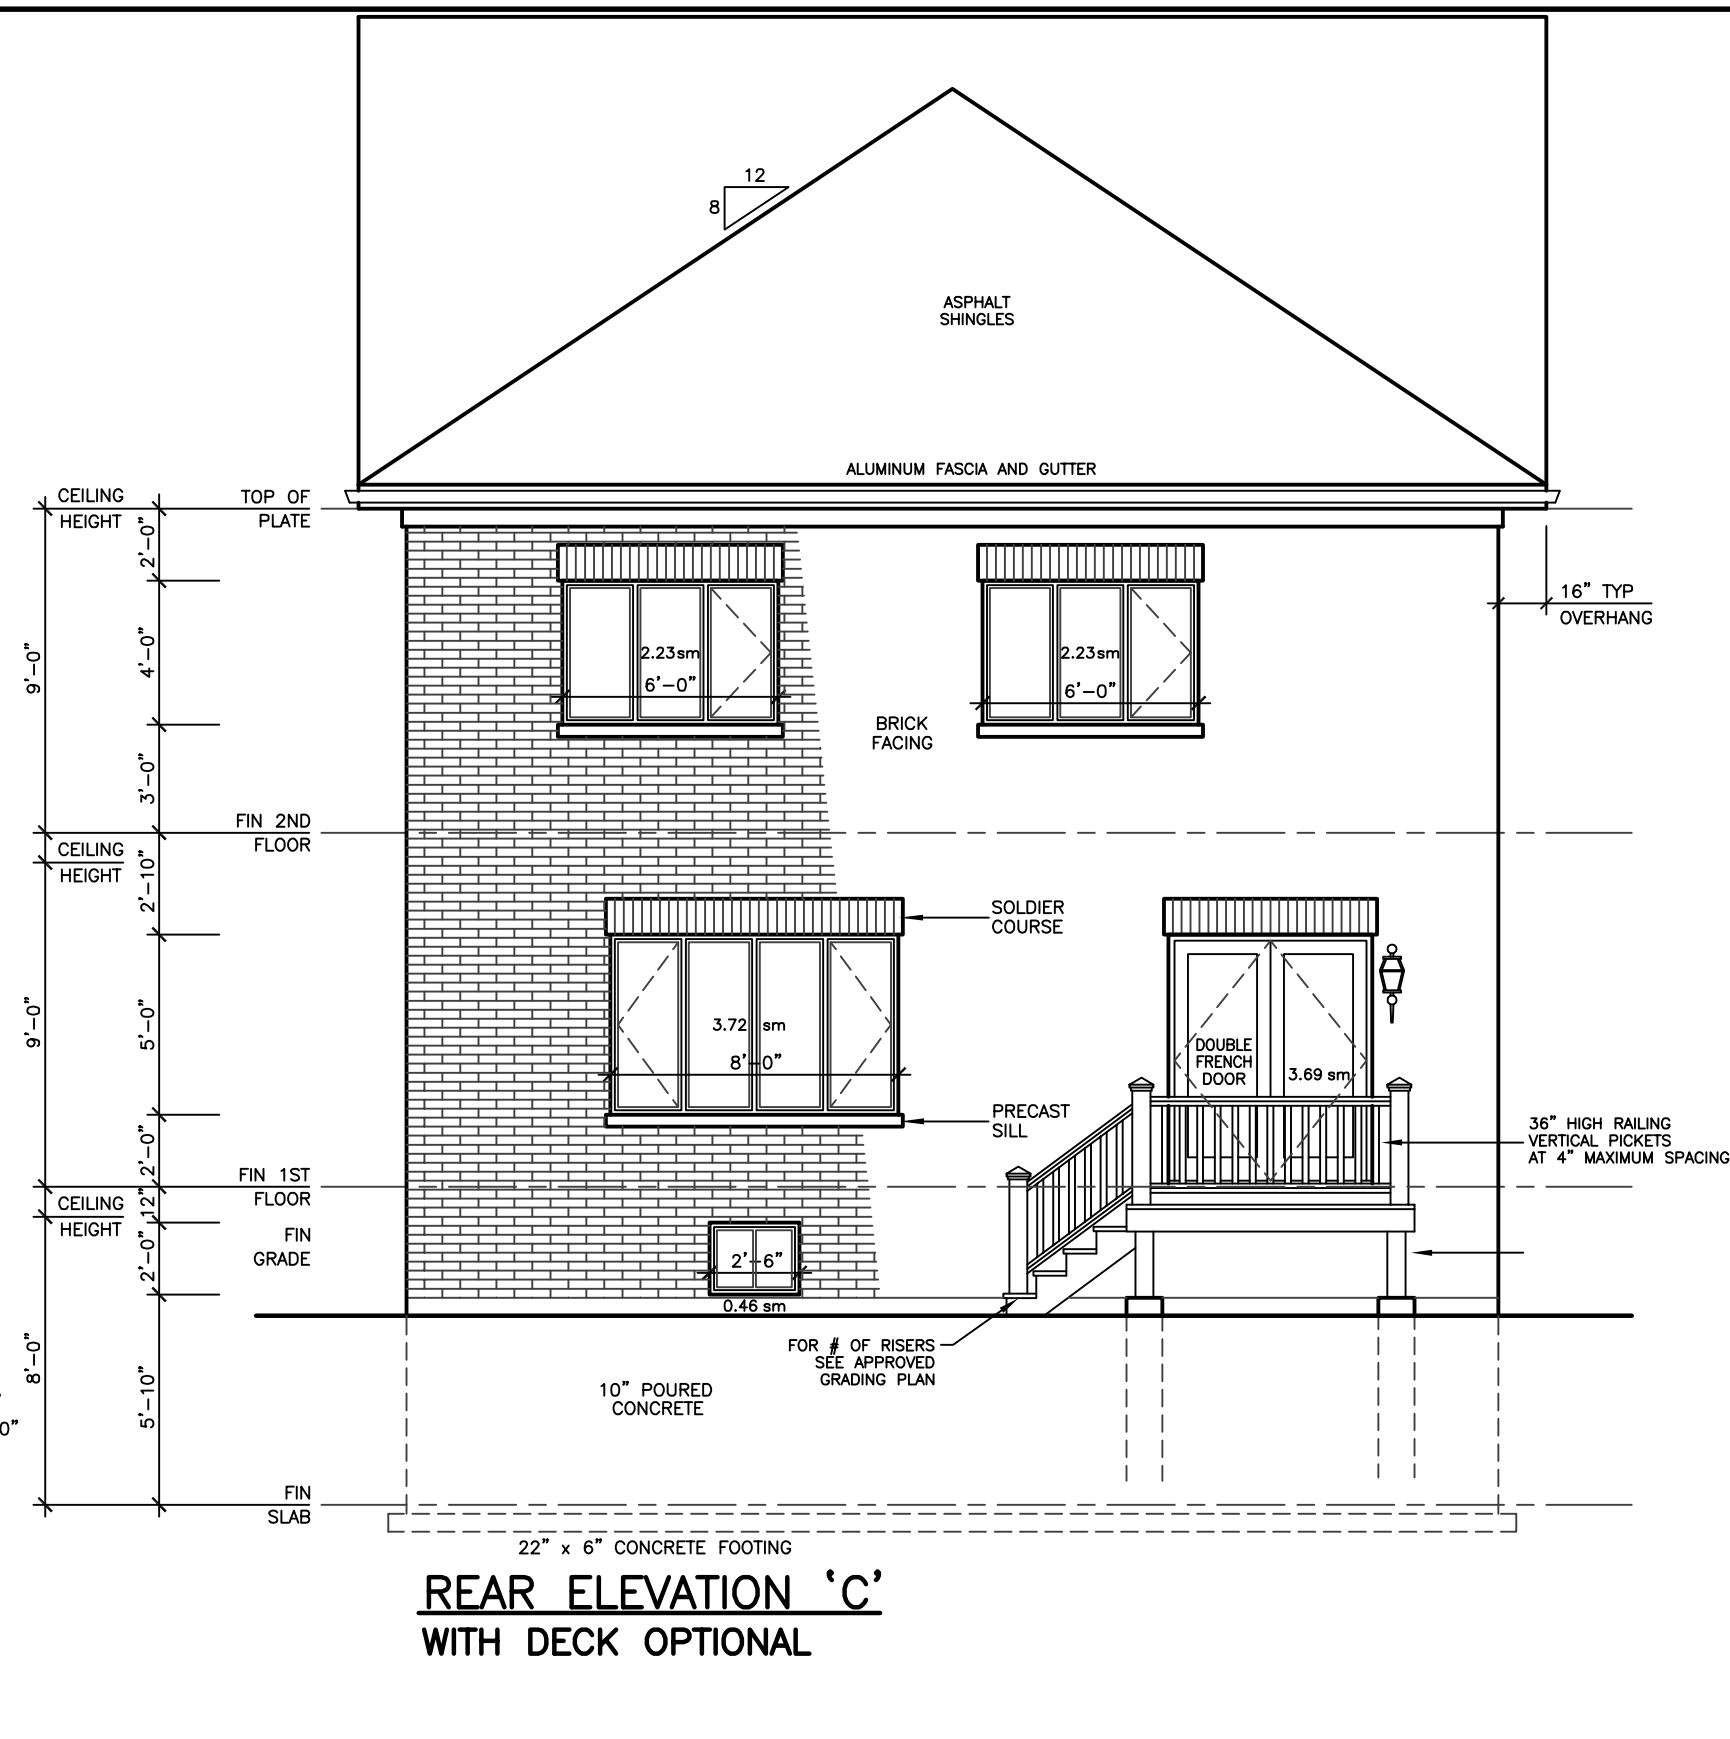 12
8
ASPHALT
SHINGLES
ALUMINUM FASCIA AND GUTTER
CEILING
HEIGHT
TOP OF
PLATE
2'-0"
4'-0"
3'-0"
9'-0"
16" TYP
OVERHANG
2.23sm
6'-0"
2.23sm
6'-0"
BRICK
FACING
FIN 2ND
FLOOR
CEILING
HEIGHT
2'-10"
5'-0"
2'-0"
9'-0"
SOLDIER
COURSE
3.72 sm
8'-0"
DOUBLE
FRENCH
DOOR
3.69 sm
PRECAST
SILL
36" HIGH RAILING
VERTICAL PICKETS
AT 4" MAXIMUM SPACING
FIN 1ST
FLOOR
CEILING
HEIGHT
12"
FIN
GRADE
2'-0"
2'-6"
0.46 sm
8'-0"
5'-10"
0"
FOR # OF RISERS
SEE APPROVED
GRADING PLAN
10" POURED
CONCRETE
FIN
SLAB
22" x 6" CONCRETE FOOTING
REAR ELEVATION 'C'
WITH DECK OPTIONAL